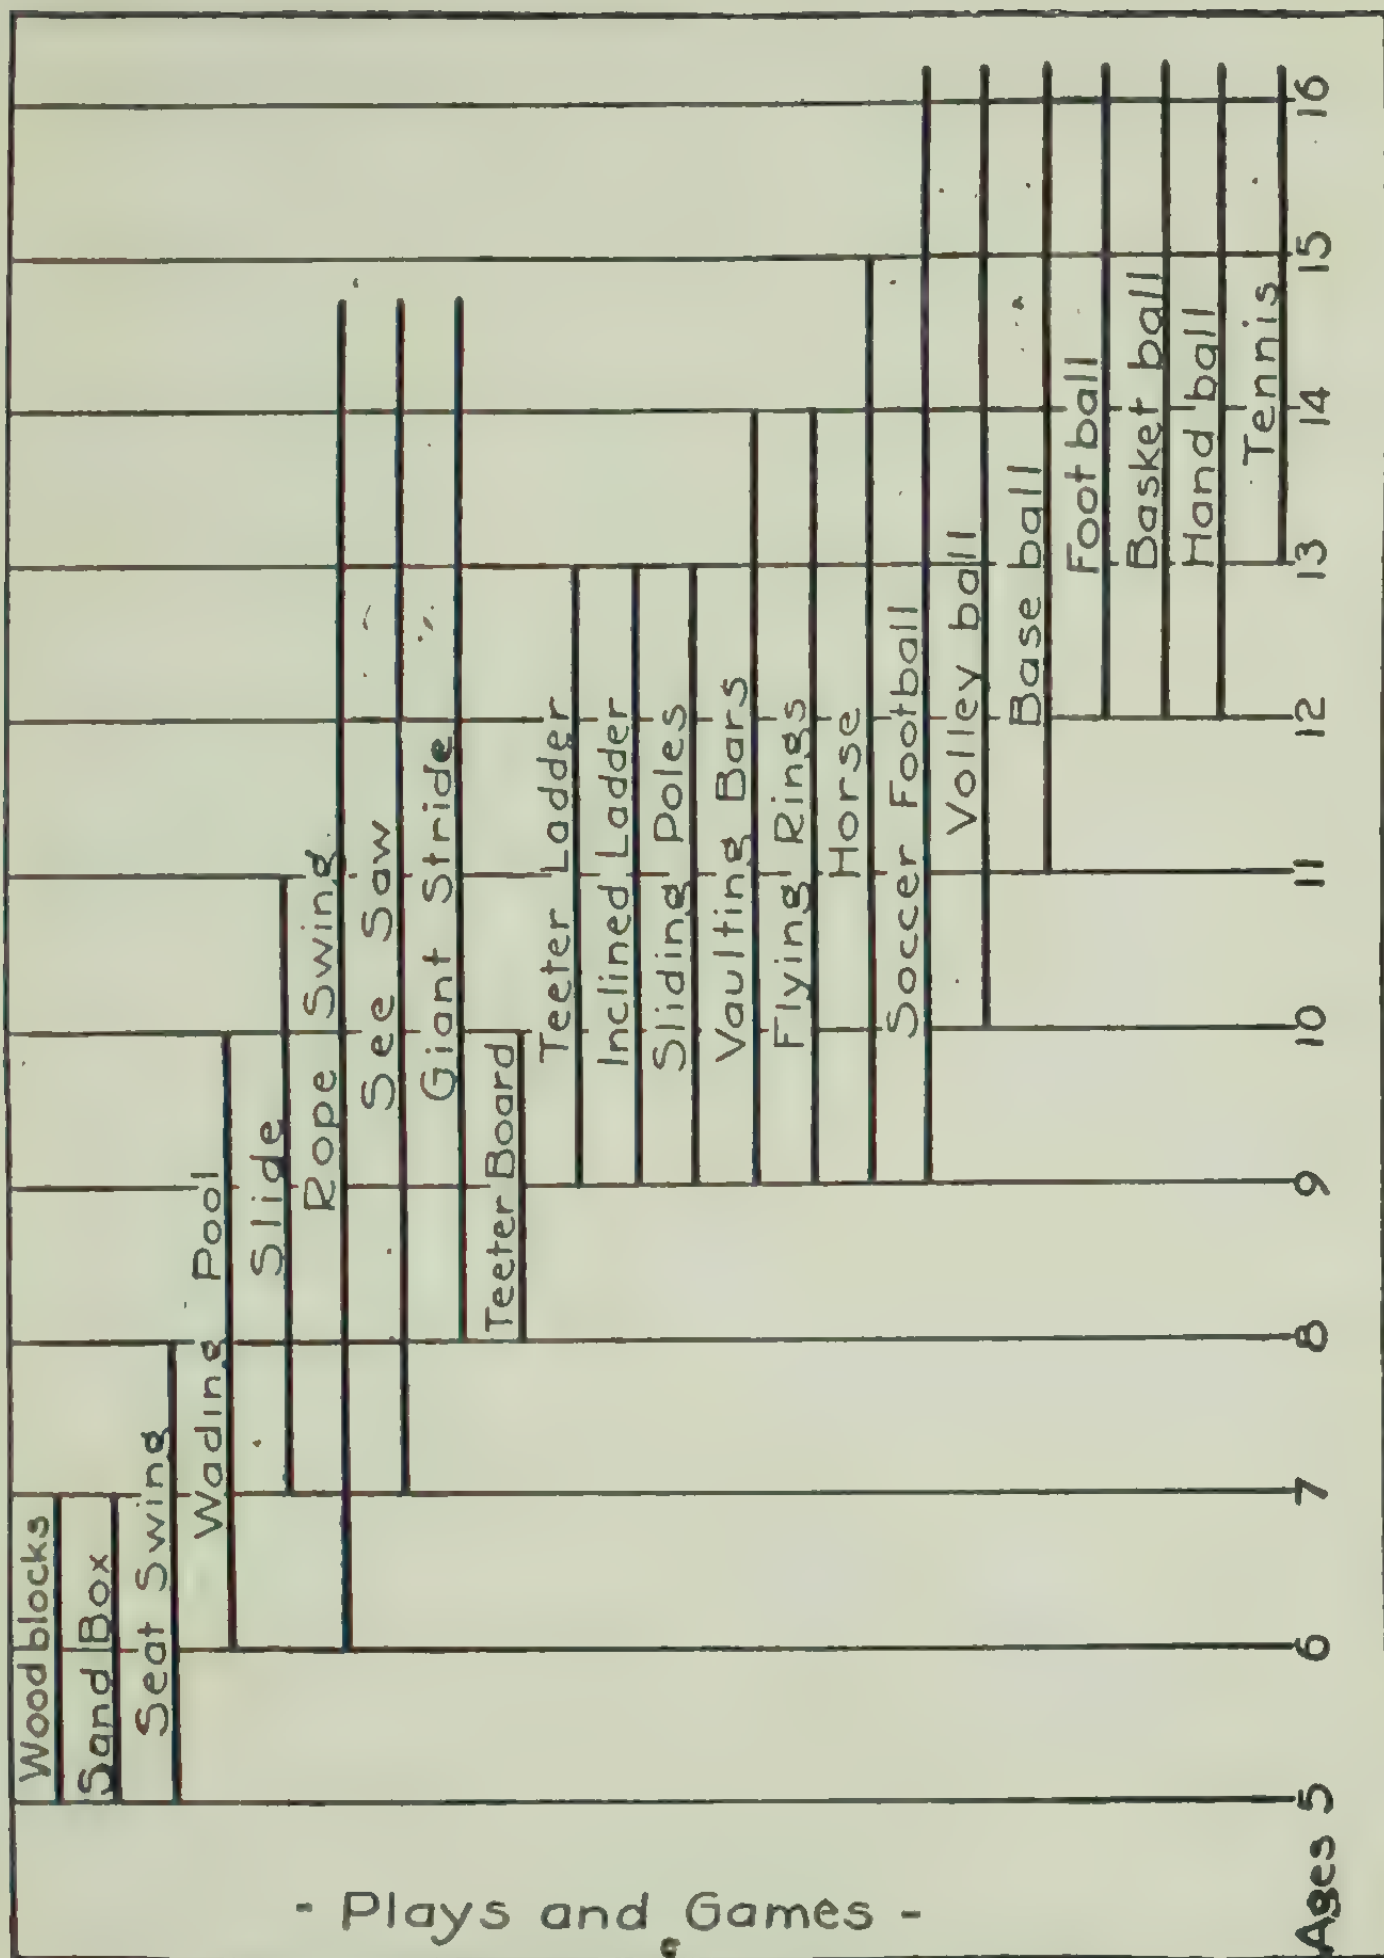 Wood blocks
Sand Box
Seat Swing
Wading Pool
Slide
Rope Swing
See Saw
Giant Stride
Teeter Board
Teeter Ladder
Inclined Ladder
Sliding Poles
Vaulting Bars
Flying Rings
Horse
Soccer Football
Volley ball
Base ball
Football
Basket ball
Hand ball
Tennis
Ages 5 6 7 8 9 10 11 12 13 14 15 16
- Plays and Games -